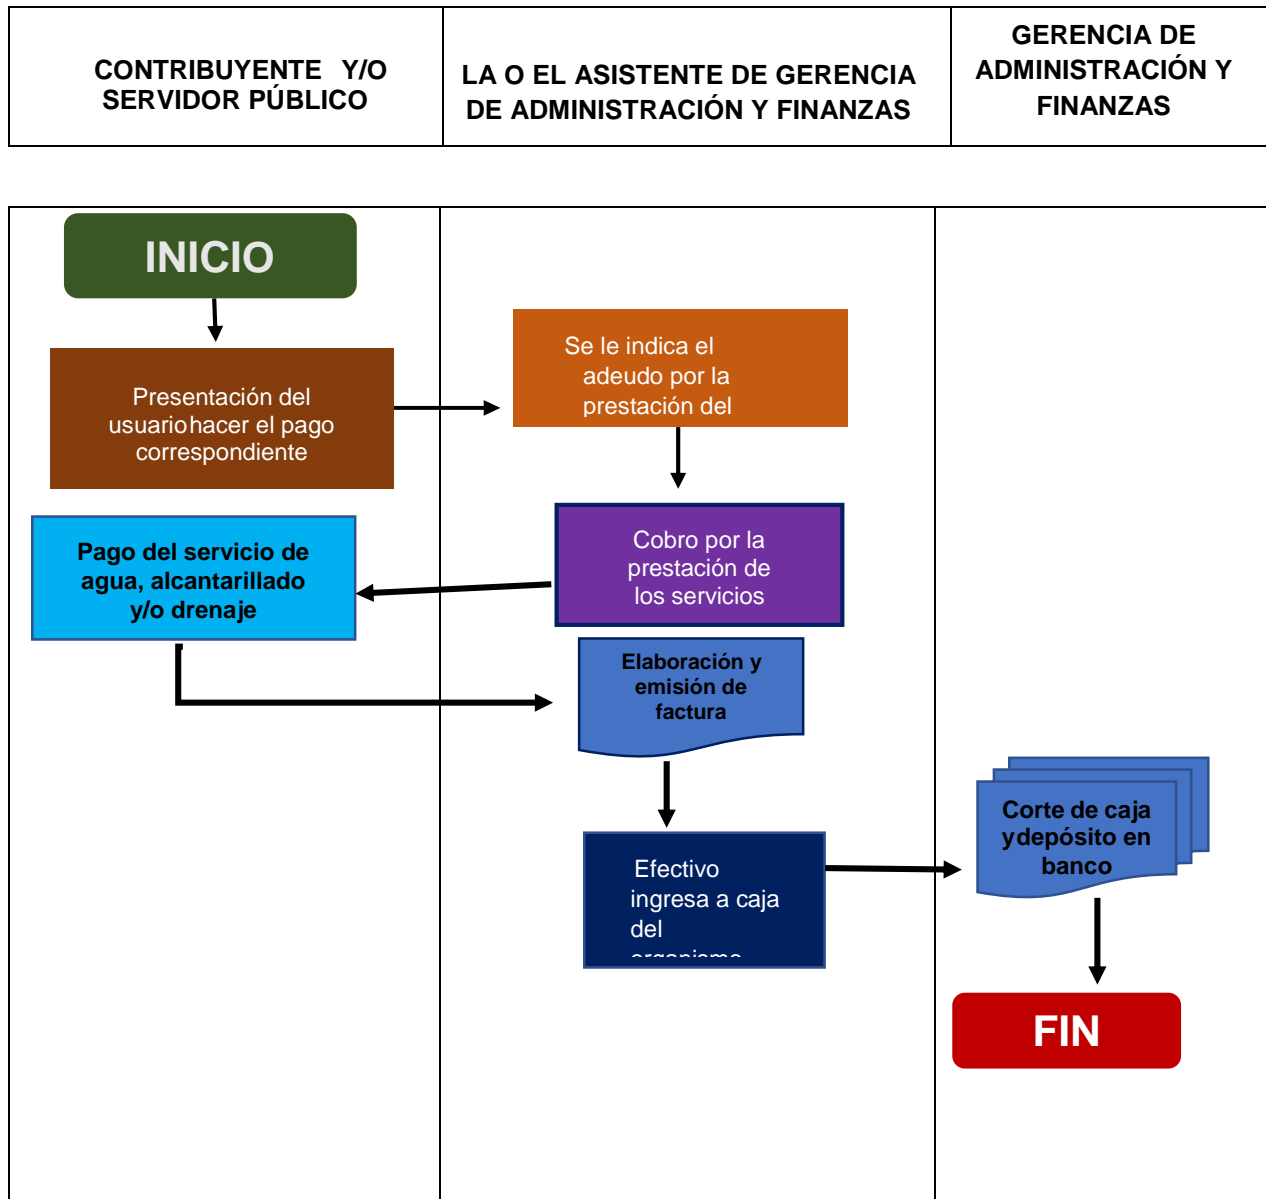 CONTRIBUYENTE Y/O
SERVIDOR PÚBLICO
LA O EL ASISTENTE DE GERENCIA
DE ADMINISTRACIÓN Y FINANZAS
GERENCIA DE
ADMINISTRACIÓN Y
FINANZAS
INICIO
Presentación del
usuariohacer el pago
correspondiente
Se le indica el
adeudo por la
prestación del
Cobro por la
prestación de
los servicios
Pago del servicio de
agua, alcantarillado
y/o drenaje
Elaboración y
emisión de
factura
Efectivo
ingresa a caja
del
organismo
Corte de caja
ydepósito en
banco
FIN